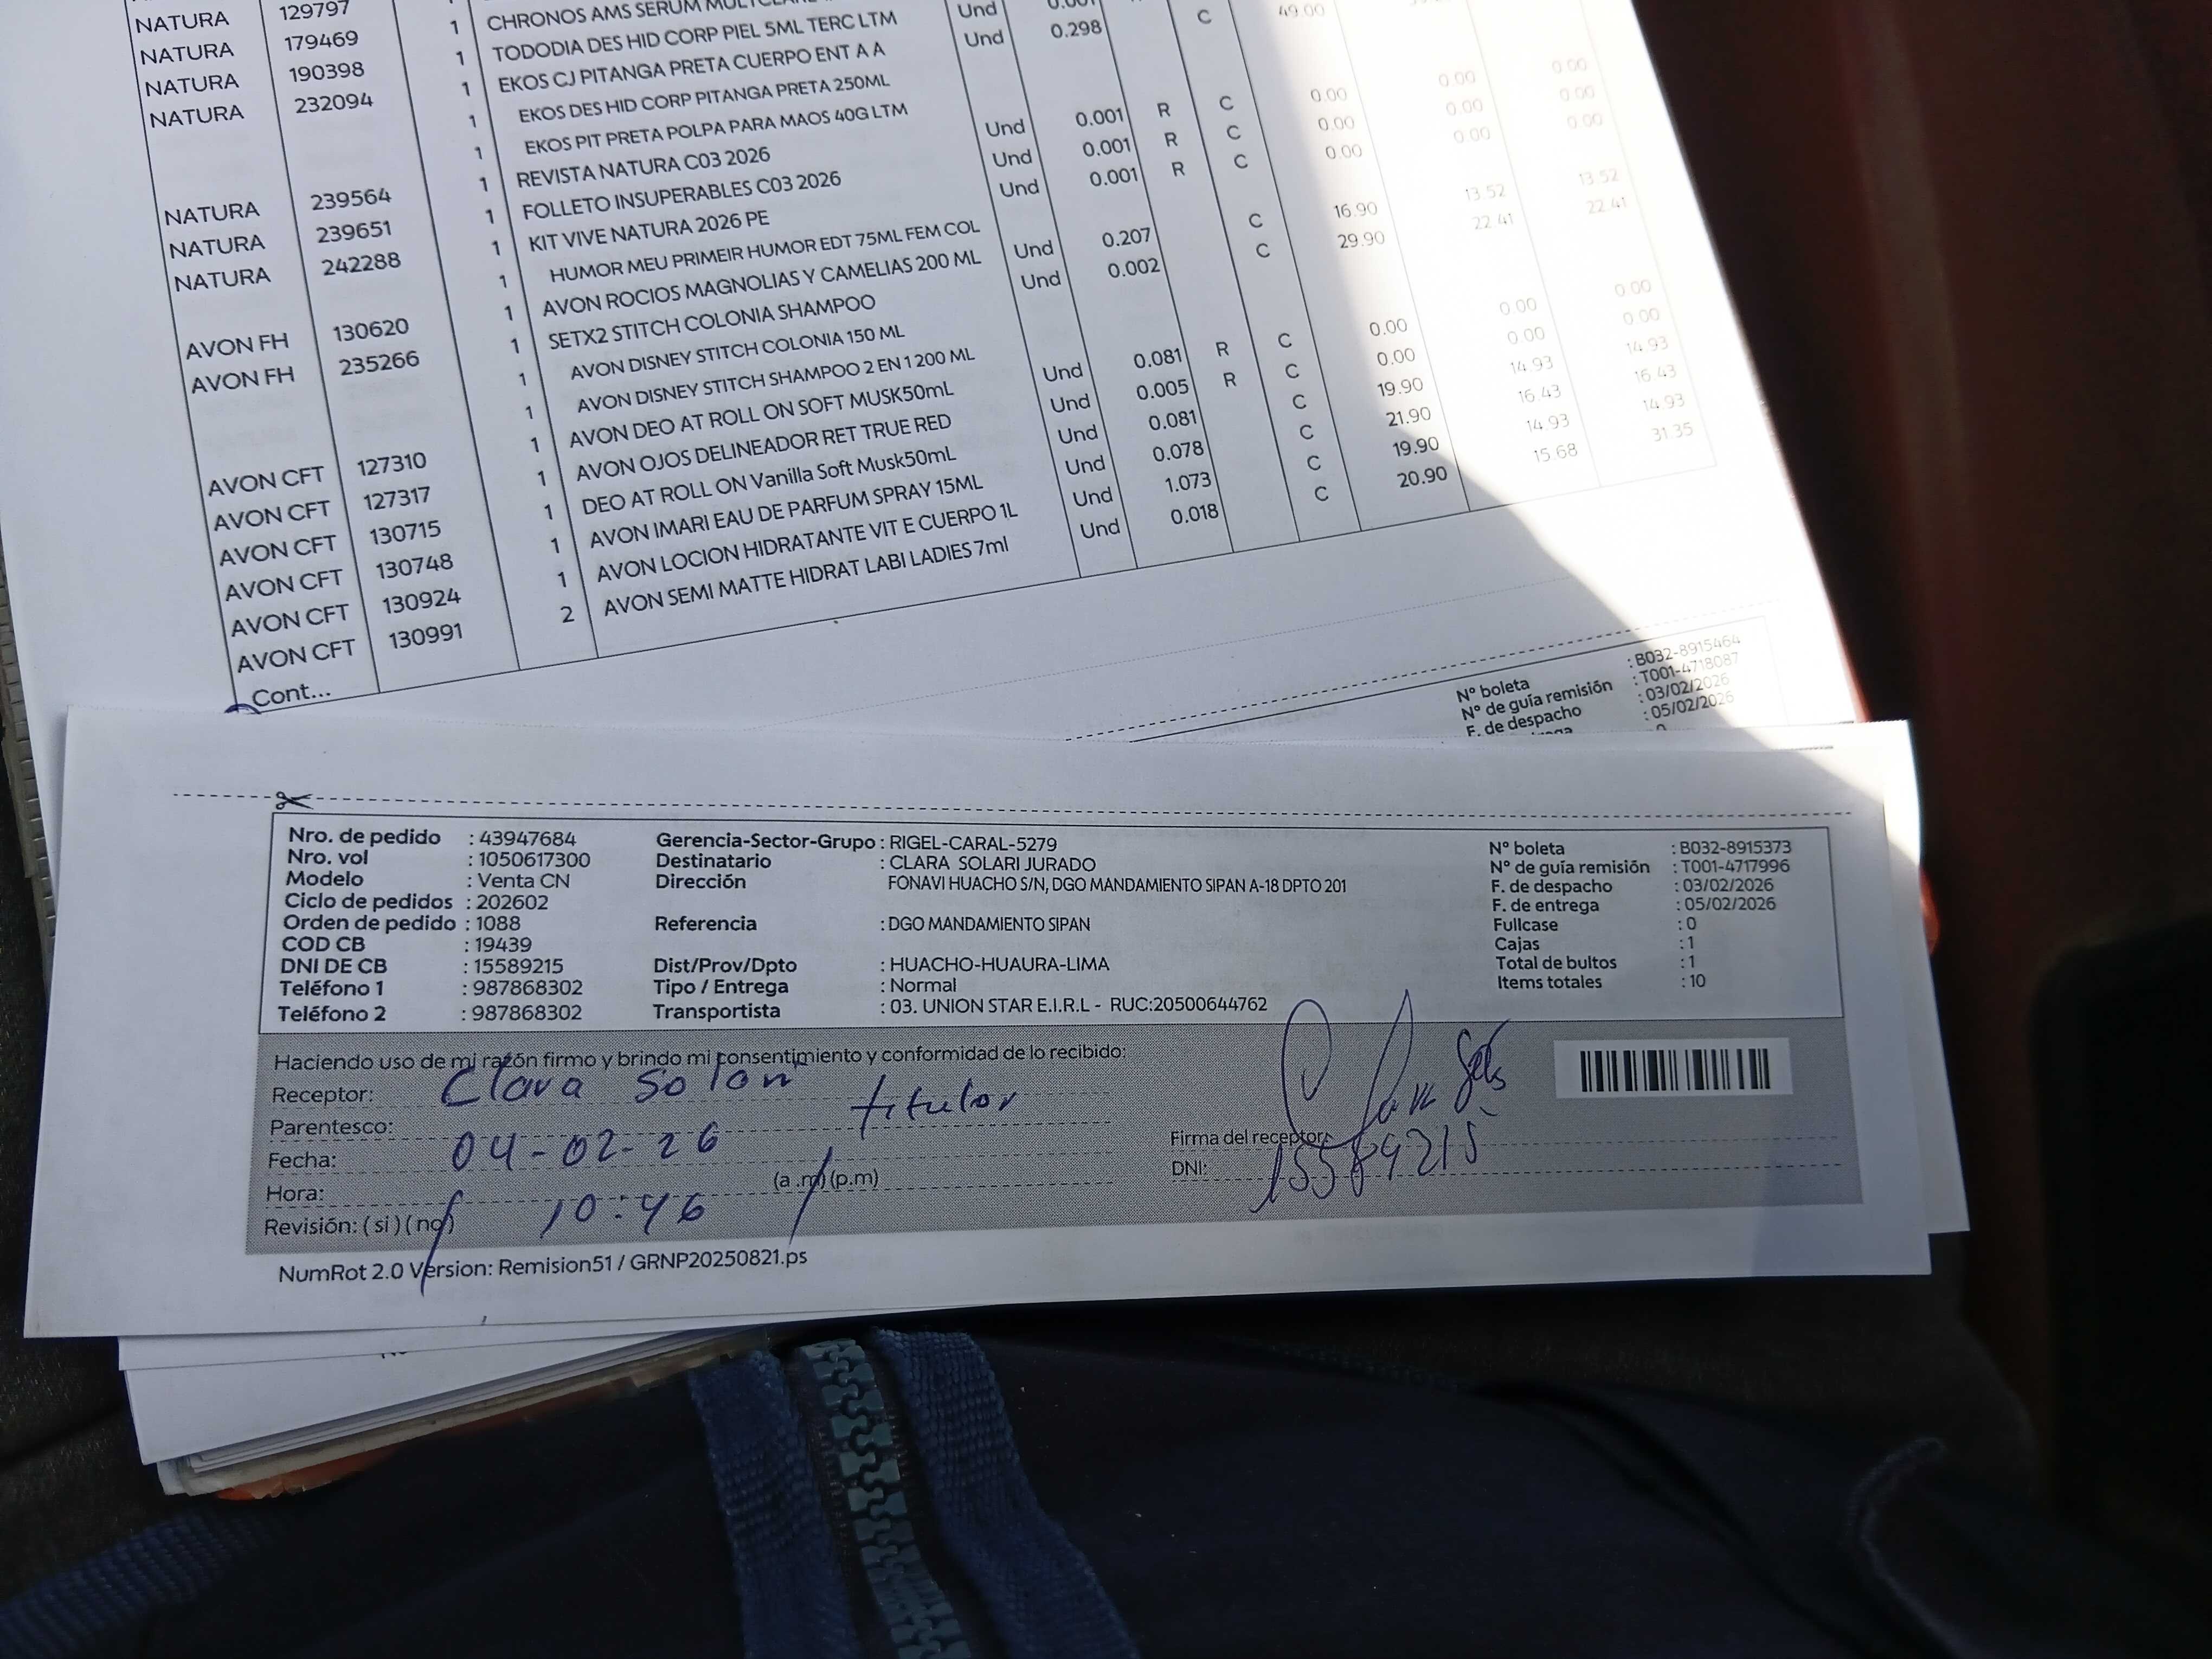 NATURA 129797 1 CHRONOS AMS SERUM
NATURA 179469 1 TODODIA DES HID CORP PIEL 5ML TERC LTM Und
NATURA 190398 1 EKOS CJ PITANGA PRETA CUERPO ENT A A Und 0.298 C 49.00
NATURA 232094 1 EKOS DES HID CORP PITANGA PRETA 250ML
1 EKOS PIT PRETA POLPA PARA MAOS 40G LTM
NATURA 239564 1 REVISTA NATURA C03 2026 Und 0.001 R C 0.00 0.00 0.00
NATURA 239651 1 FOLLETO INSUPERABLES C03 2026 Und 0.001 R C 0.00 0.00 0.00
NATURA 242288 1 KIT VIVE NATURA 2026 PE Und 0.001 R C 0.00 0.00 0.00
1 HUMOR MEU PRIMEIR HUMOR EDT 75ML FEM COL
AVON FH 130620 1 AVON ROCIOS MAGNOLIAS Y CAMELIAS 200 ML Und 0.207 C 16.90 13.52 13.52
AVON FH 235266 1 SETX2 STITCH COLONIA SHAMPOO Und 0.002 C 29.90 22.41 22.41
1 AVON DISNEY STITCH COLONIA 150 ML
1 AVON DISNEY STITCH SHAMPOO 2 EN 1 200 ML
AVON CFT 127310 1 AVON DEO AT ROLL ON SOFT MUSK50mL Und 0.081 R C 0.00 0.00 0.00
AVON CFT 127317 1 AVON OJOS DELINEADOR RET TRUE RED Und 0.005 R C 0.00 0.00 0.00
AVON CFT 130715 1 DEO AT ROLL ON Vanilla Soft Musk50mL Und 0.081 C 19.90 14.93 14.93
AVON CFT 130748 1 AVON IMARI EAU DE PARFUM SPRAY 15ML Und 0.078 C 21.90 16.43 16.43
AVON CFT 130924 1 AVON LOCION HIDRATANTE VIT E CUERPO 1L Und 1.073 C 19.90 14.93 14.93
AVON CFT 130991 2 AVON SEMI MATTE HIDRAT LABI LADIES 7ml Und 0.018 C 20.90 15.68 31.35
Cont...
Nº boleta : B032-8915464
Nº de guía remisión : T001-4718087
F. de despacho : 03/02/2026
: 05/02/2026
Nro. de pedido : 43947684 Gerencia-Sector-Grupo : RIGEL-CARAL-5279 Nº boleta : B032-8915373
Nro. vol : 1050617300 Destinatario : CLARA SOLARI JURADO Nº de guía remisión : T001-4717996
Modelo : Venta CN Dirección FONAVI HUACHO S/N, DGO MANDAMIENTO SIPAN A-18 DPTO 201 F. de despacho : 03/02/2026
Ciclo de pedidos : 202602 F. de entrega : 05/02/2026
Orden de pedido : 1088 Referencia : DGO MANDAMIENTO SIPAN Fullcase : 0
COD CB : 19439 Cajas : 1
DNI DE CB : 15589215 Dist/Prov/Dpto : HUACHO-HUAURA-LIMA Total de bultos : 1
Teléfono 1 : 987868302 Tipo / Entrega : Normal Items totales : 10
Teléfono 2 : 987868302 Transportista : 03. UNION STAR E.I.R.L - RUC:20500644762
Haciendo uso de mi razón firmo y brindo mi consentimiento y conformidad de lo recibido:
Receptor: Clara Solari
Parentesco: titular
Fecha: 04-02-26 Firma del receptor:
Hora: 10:46 (a.m) (p.m) DNI: 15589215
Revisión: ( si ) ( no )
NumRot 2.0 Version: Remision51 / GRNP20250821.ps